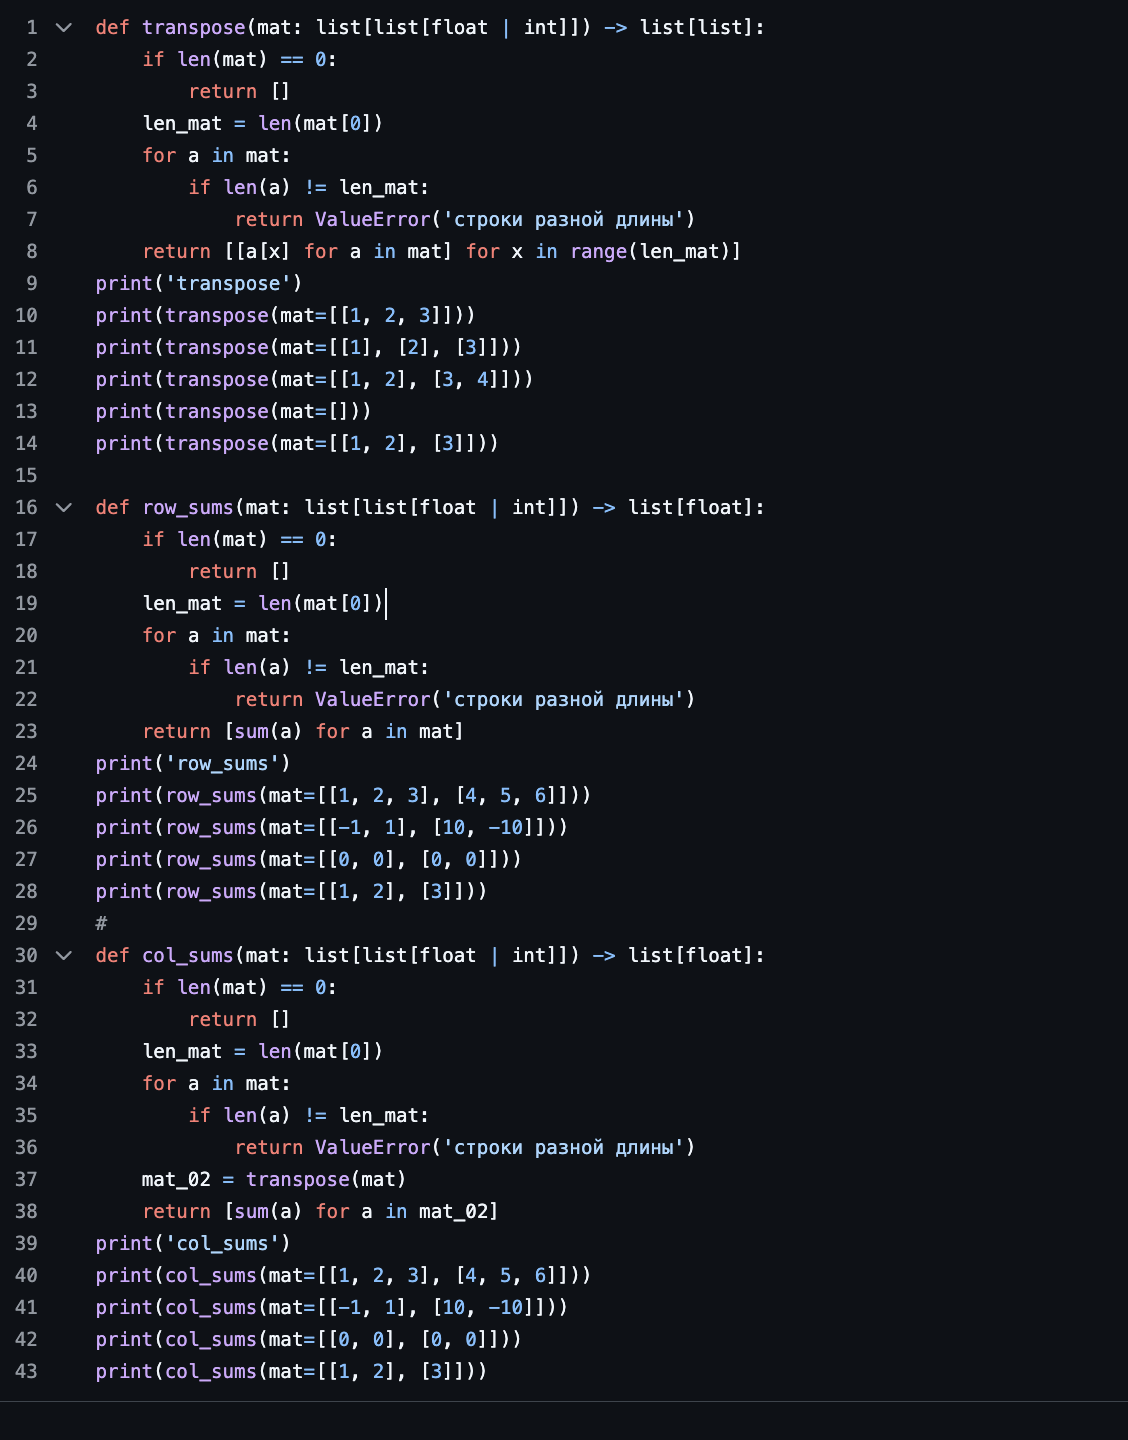 1 def transpose(mat: list[list[float | int]]) -> list[list]:
2     if len(mat) == 0:
3         return []
4     len_mat = len(mat[0])
5     for a in mat:
6         if len(a) != len_mat:
7             return ValueError('строки разной длины')
8     return [[a[x] for a in mat] for x in range(len_mat)]
9 print('transpose')
10 print(transpose(mat=[[1, 2, 3]]))
11 print(transpose(mat=[[1], [2], [3]]))
12 print(transpose(mat=[[1, 2], [3, 4]]))
13 print(transpose(mat=[]))
14 print(transpose(mat=[[1, 2], [3]]))
15
16 def row_sums(mat: list[list[float | int]]) -> list[float]:
17     if len(mat) == 0:
18         return []
19     len_mat = len(mat[0])
20     for a in mat:
21         if len(a) != len_mat:
22             return ValueError('строки разной длины')
23     return [sum(a) for a in mat]
24 print('row_sums')
25 print(row_sums(mat=[[1, 2, 3], [4, 5, 6]]))
26 print(row_sums(mat=[[-1, 1], [10, -10]]))
27 print(row_sums(mat=[[0, 0], [0, 0]]))
28 print(row_sums(mat=[[1, 2], [3]]))
29 #
30 def col_sums(mat: list[list[float | int]]) -> list[float]:
31     if len(mat) == 0:
32         return []
33     len_mat = len(mat[0])
34     for a in mat:
35         if len(a) != len_mat:
36             return ValueError('строки разной длины')
37     mat_02 = transpose(mat)
38     return [sum(a) for a in mat_02]
39 print('col_sums')
40 print(col_sums(mat=[[1, 2, 3], [4, 5, 6]]))
41 print(col_sums(mat=[[-1, 1], [10, -10]]))
42 print(col_sums(mat=[[0, 0], [0, 0]]))
43 print(col_sums(mat=[[1, 2], [3]]))